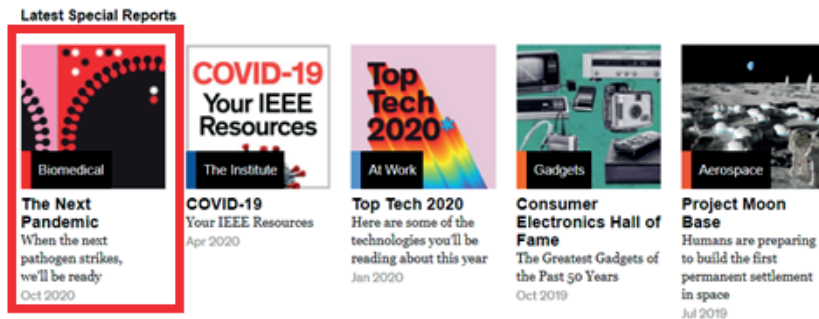 Latest Special Reports
Biomedical
The Next
Pandemic
When the next
pathogen strikes,
we'll be ready
Oct 2020
COVID-19
Your IEEE
Resources
The Institute
COVID-19
Your IEEE Resources
Apr 2020
Top
Tech
2020*
At Work
Top Tech 2020
Here are some of the
technologies you'll be
reading about this year
Jan 2020
Gadgets
Consumer
Electronics Hall of
Fame
The Greatest Gadgets of
the Past 50 Years
Oct 2019
Aerospace
Project Moon
Base
Humans are preparing
to build the first
permanent settlement
in space
Jul 2019